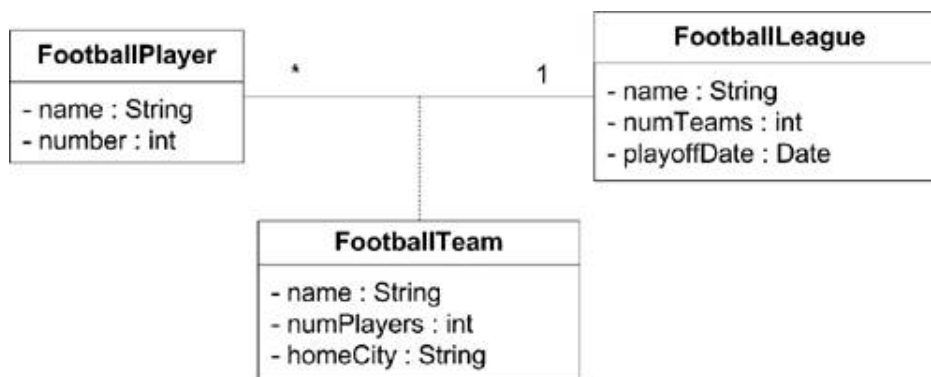 FootballPlayer
- name : String
- number : int
*
1
FootballLeague
- name : String
- numTeams : int
- playoffDate : Date
FootballTeam
- name : String
- numPlayers : int
- homeCity : String